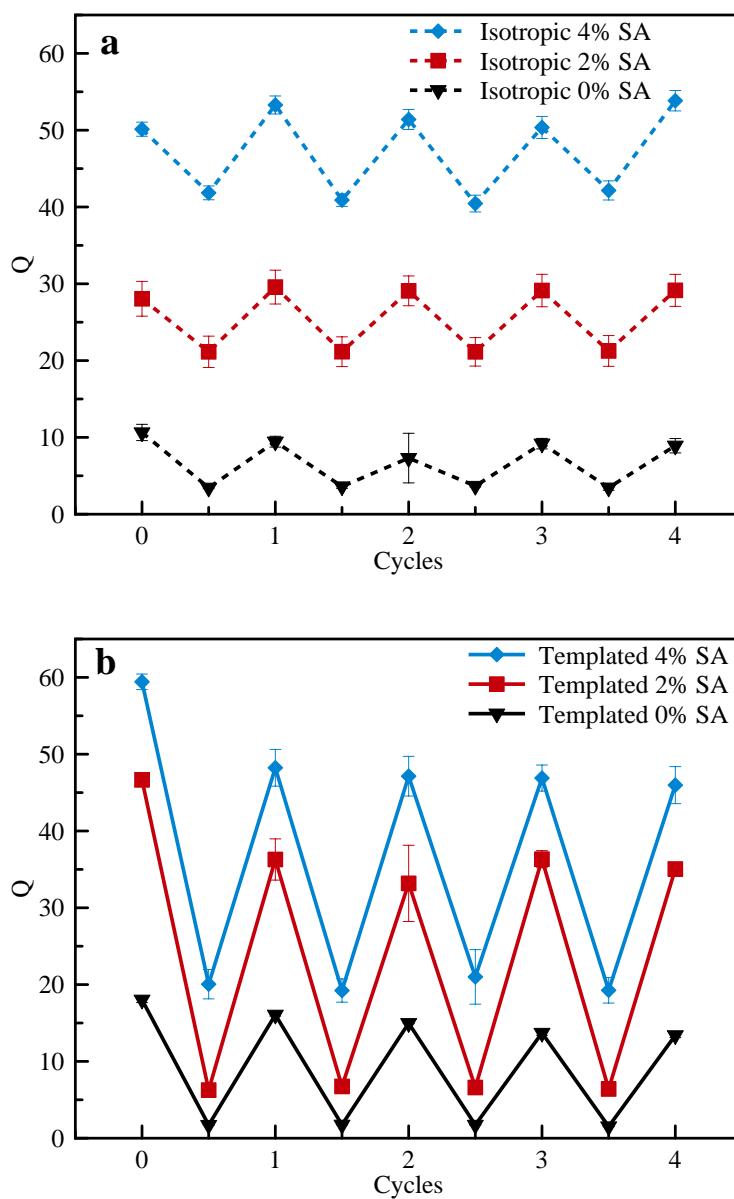 a
Isotropic 4% SA
Isotropic 2% SA
Isotropic 0% SA
60
50
40
30
20
10
0
Q
0 1 2 3 4
Cycles
b
Templated 4% SA
Templated 2% SA
Templated 0% SA
60
50
40
30
20
10
0
Q
0 1 2 3 4
Cycles